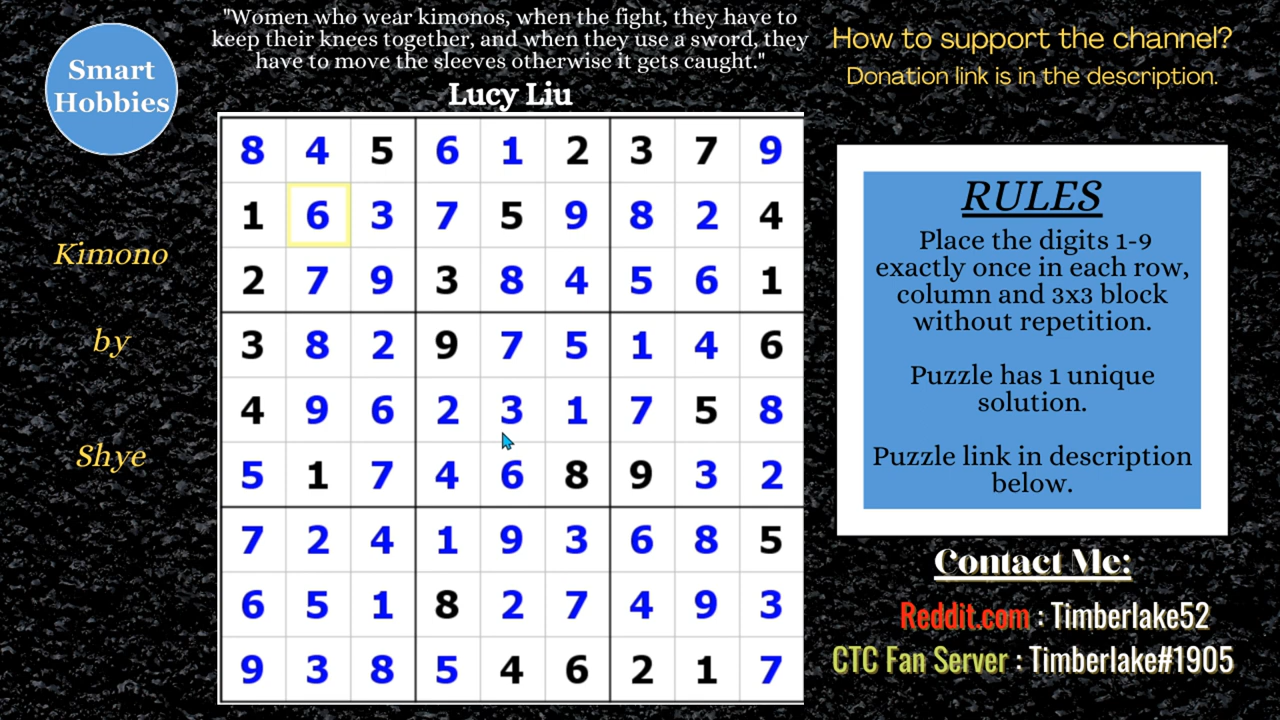 "Women who wear kimonos, when the fight, they have to
keep their knees together, and when they use a sword, they
have to move the sleeves otherwise it gets caught."
Lucy Liu
Smart
Hobbies
Kimono
by
Shye
8 4 5 6 1 2 3 7 9
1 6 3 7 5 9 8 2 4
2 7 9 3 8 4 5 6 1
3 8 2 9 7 5 1 4 6
4 9 6 2 3 1 7 5 8
5 1 7 4 6 8 9 3 2
7 2 4 1 9 3 6 8 5
6 5 1 8 2 7 4 9 3
9 3 8 5 4 6 2 1 7
How to support the channel?
Donation link is in the description.
RULES
Place the digits 1-9
exactly once in each row,
column and 3x3 block
without repetition.
Puzzle has 1 unique
solution.
Puzzle link in description
below.
Contact Me:
Reddit.com : Timberlake52
CTC Fan Server : Timberlake#1905